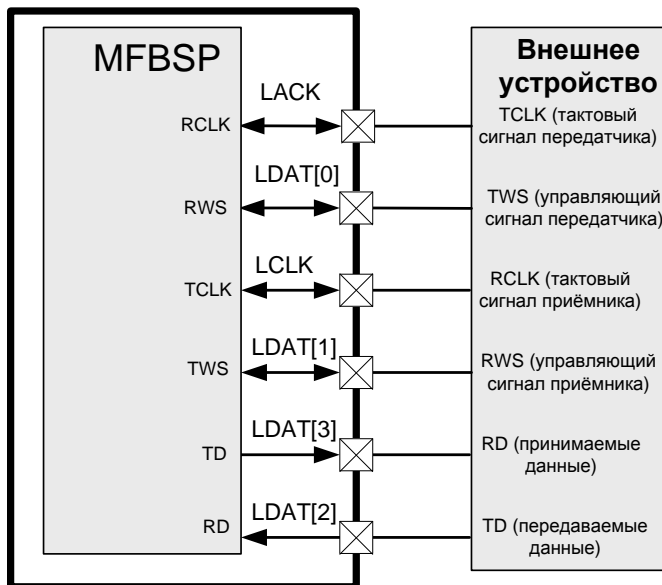 MFBSP
Внешнее
устройство
LACK
RCLK
TCLK (тактовый
сигнал передатчика)
LDAT[0]
RWS
TWS (управляющий
сигнал передатчика)
LCLK
TCLK
RCLK (тактовый
сигнал приёмника)
LDAT[1]
TWS
RWS (управляющий
сигнал приёмника)
LDAT[3]
TD
RD (принимаемые
данные)
LDAT[2]
RD
TD (передаваемые
данные)